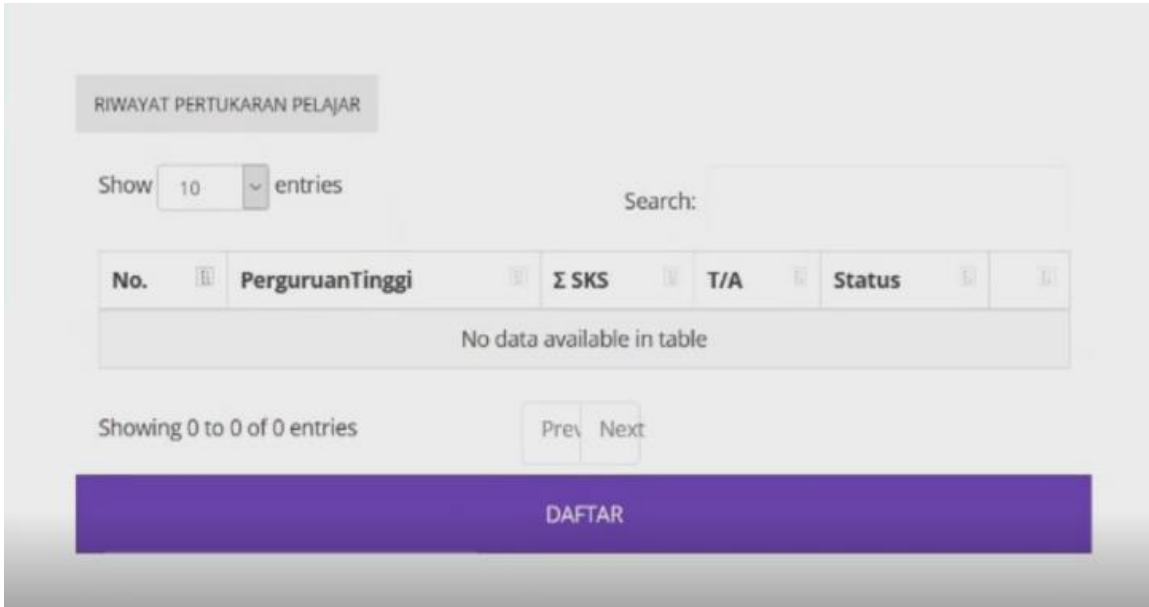 RIWAYAT PERTUKARAN PELAJAR
Show 10 entries
Search:
No. PerguruanTinggi Σ SKS T/A Status
No data available in table
Showing 0 to 0 of 0 entries
Prev Next
DAFTAR